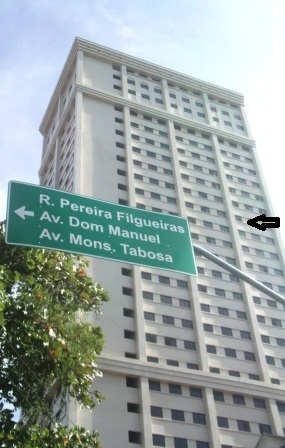 R. Pereira Filgueiras
Av. Dom Manuel
Av. Mons. Tabosa